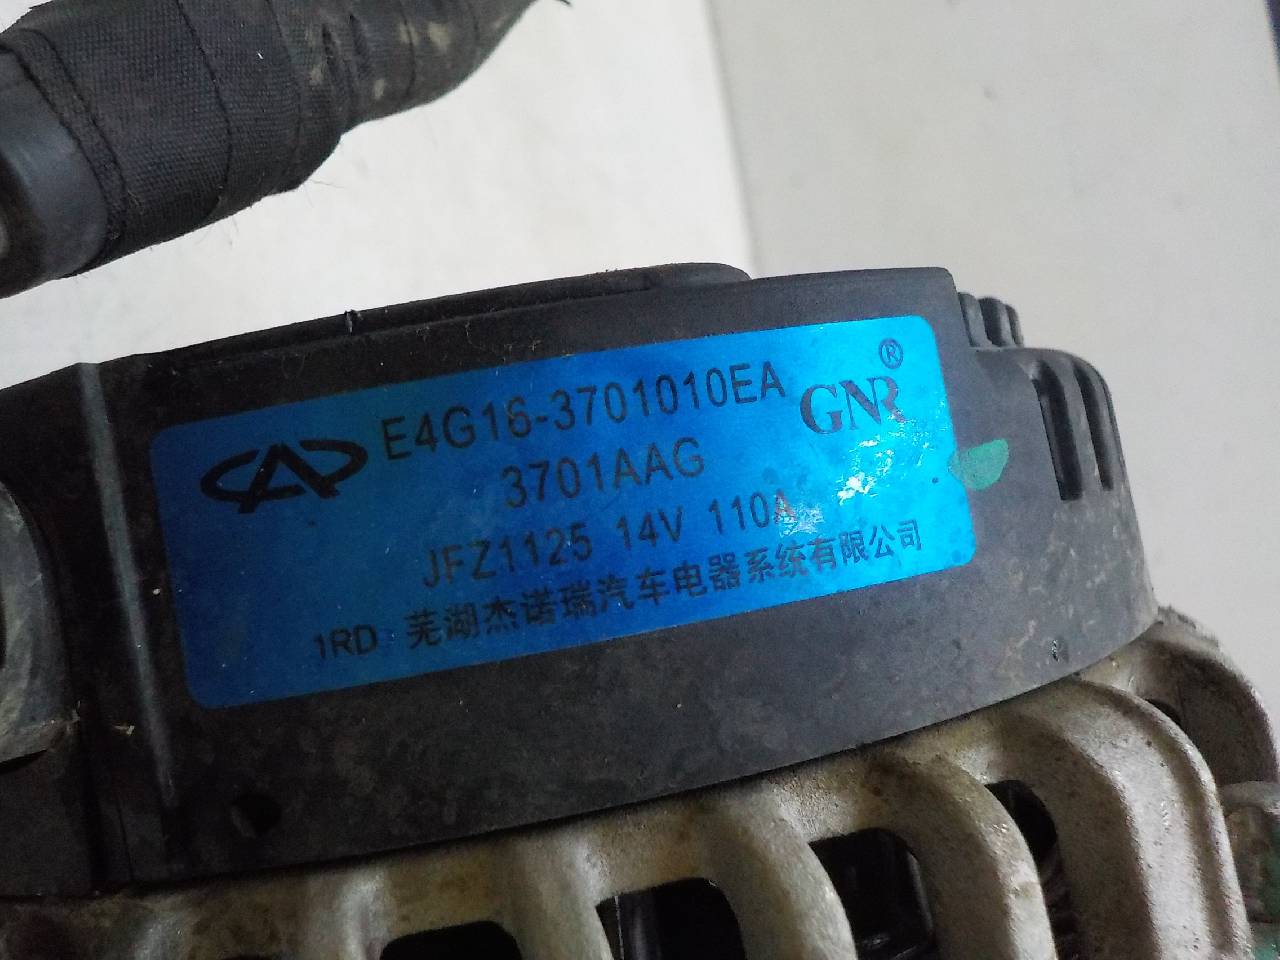 E4G16-3701010EA GNR®
3701AAG
JFZ1125 14V 110A
1RD 芜湖杰诺瑞汽车电器系统有限公司